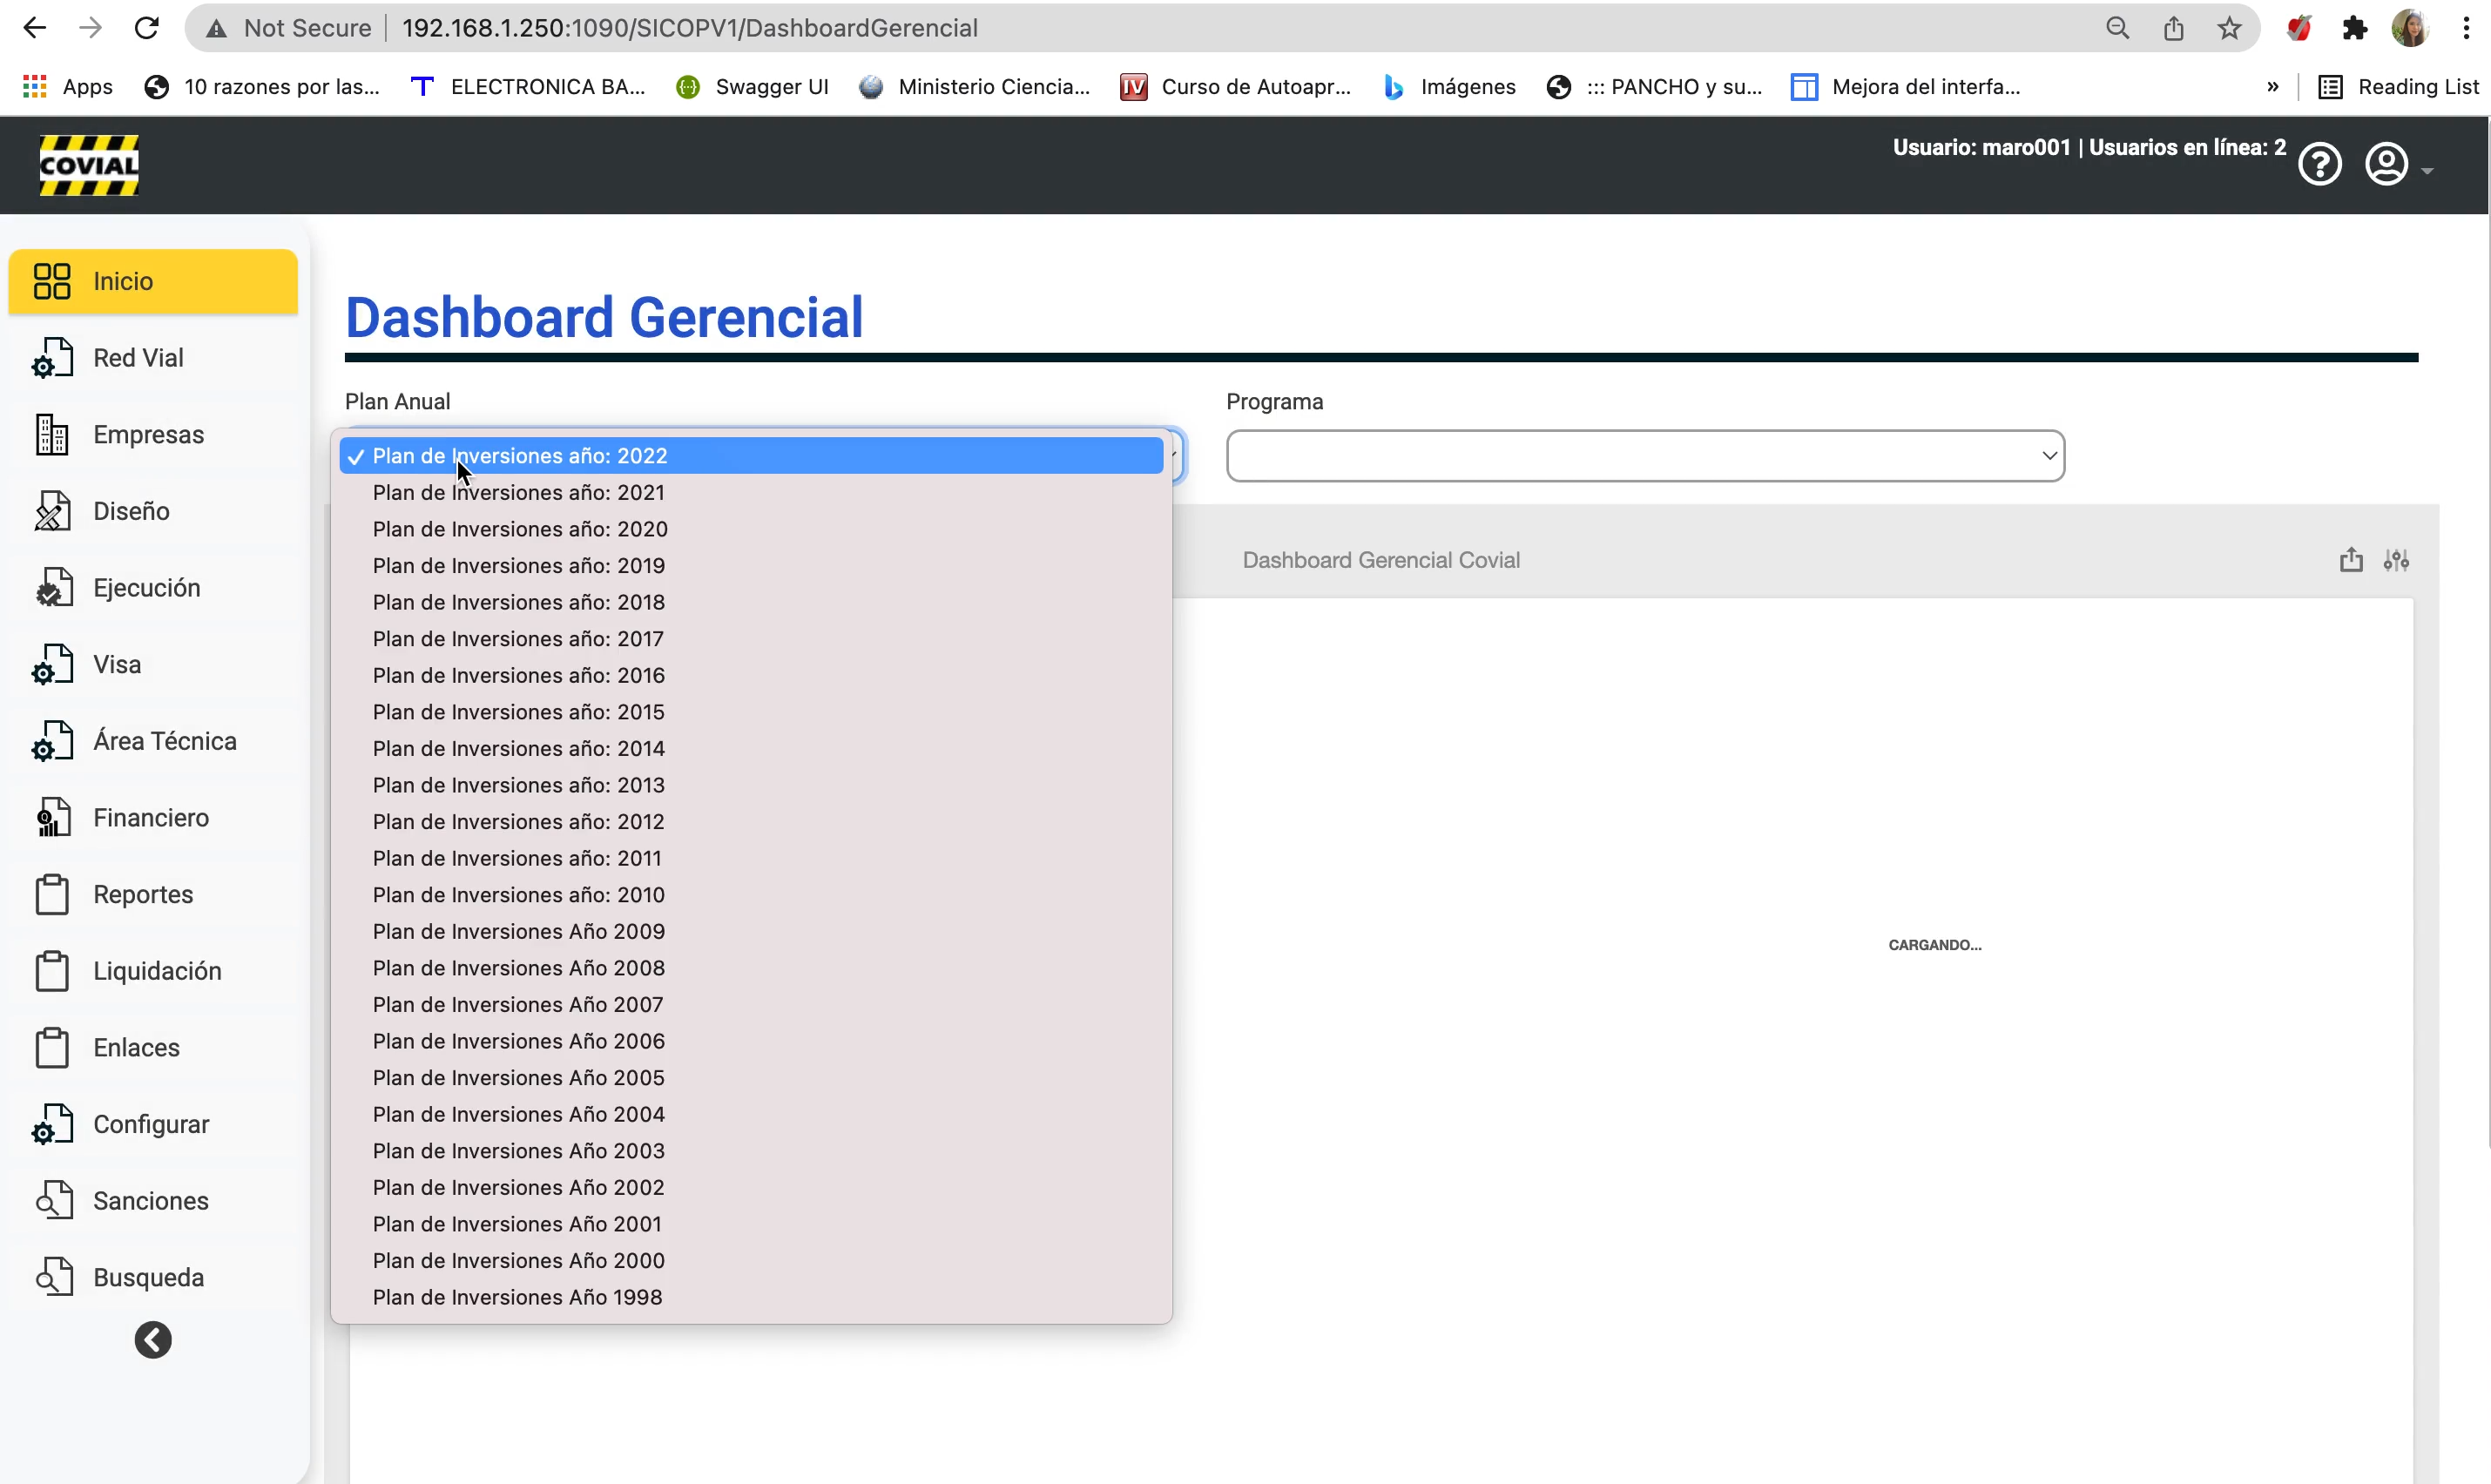 Not Secure | 192.168.1.250:1090/SICOPV1/DashboardGerencial
Apps 10 razones por las... ELECTRONICA BA... Swagger UI Ministerio Ciencia... Curso de Autoapr... Imágenes ::: PANCHO y su... Mejora del interfa... » Reading List
COVIAL
Usuario: maro001 | Usuarios en línea: 2
Inicio
Red Vial
Empresas
Diseño
Ejecución
Visa
Área Técnica
Financiero
Reportes
Liquidación
Enlaces
Configurar
Sanciones
Busqueda
Dashboard Gerencial
Plan Anual
Programa
Plan de Inversiones año: 2022
Plan de Inversiones año: 2021
Plan de Inversiones año: 2020
Plan de Inversiones año: 2019
Plan de Inversiones año: 2018
Plan de Inversiones año: 2017
Plan de Inversiones año: 2016
Plan de Inversiones año: 2015
Plan de Inversiones año: 2014
Plan de Inversiones año: 2013
Plan de Inversiones año: 2012
Plan de Inversiones año: 2011
Plan de Inversiones año: 2010
Plan de Inversiones Año 2009
Plan de Inversiones Año 2008
Plan de Inversiones Año 2007
Plan de Inversiones Año 2006
Plan de Inversiones Año 2005
Plan de Inversiones Año 2004
Plan de Inversiones Año 2003
Plan de Inversiones Año 2002
Plan de Inversiones Año 2001
Plan de Inversiones Año 2000
Plan de Inversiones Año 1998
Dashboard Gerencial Covial
CARGANDO...